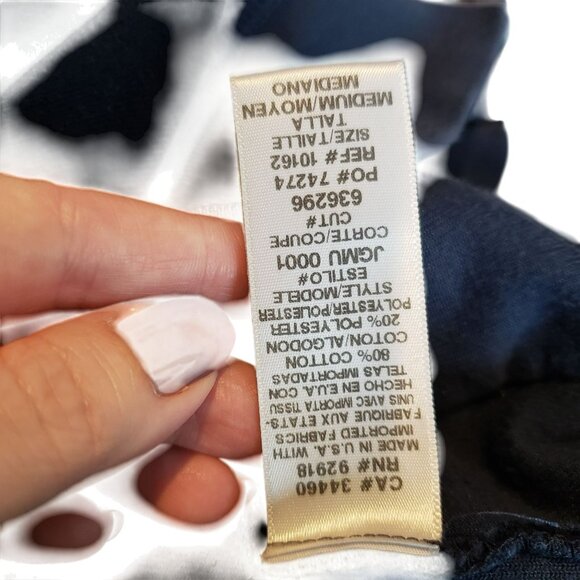 CA# 34460
RN# 92918
MADE IN U.S.A. WITH
IMPORTED FABRICS
FABRIQUE AUX ETATS-
UNIS AVEC IMPORTA TISSU
HECHO EN E.U.A. CON
TELAS IMPORTADAS
80% COTTON
COTTON/ALGODON
20% POLYESTER
POLYESTER/POLIESTER
STYLE/MODELE
ESTILO#
JGMU 0001
CORTE/COUPE
CUT#
636296
PO# 74274
REF# 10162
SIZE/TAILLE
TALLA
MEDIUM/MOYEN
MEDIANO